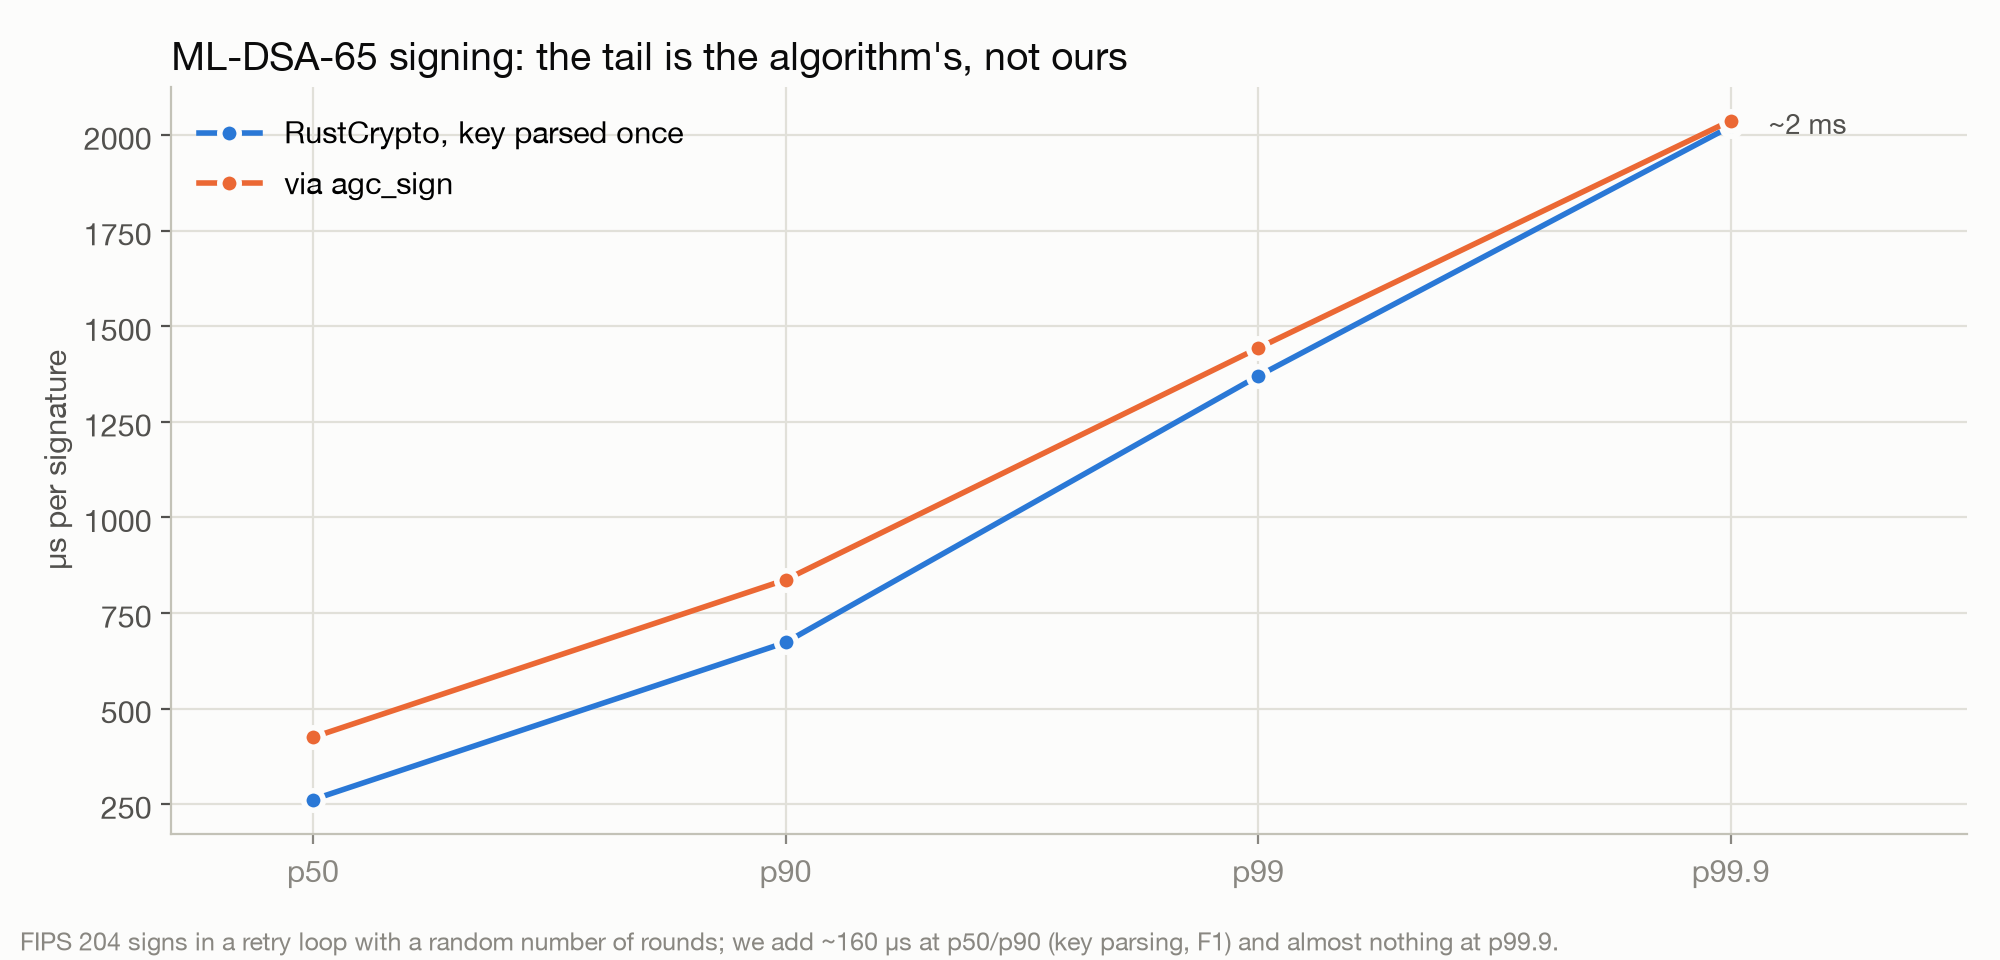 ML-DSA-65 signing: the tail is the algorithm's, not ours
RustCrypto, key parsed once
via agc_sign
~2 ms
2000
1750
1500
1250
1000
750
500
250
µs per signature
p50
p90
p99
p99.9
FIPS 204 signs in a retry loop with a random number of rounds; we add ~160 µs at p50/p90 (key parsing, F1) and almost nothing at p99.9.